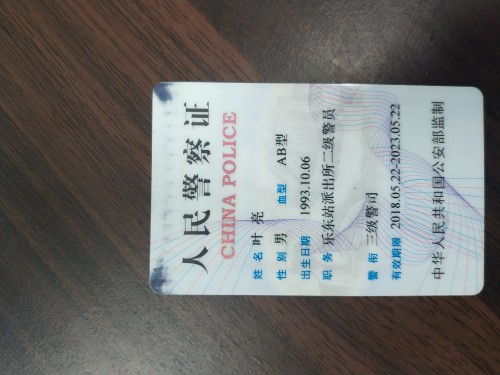 人民警察证
CHINA POLICE
姓 名 叶 亮
性 别 男 血型 AB型
出生日期 1993.10.06
职 务 乐东站派出所二级警员
警 衔 三级警司
有效期限 2018.05.22-2023.05.22
中华人民共和国公安部监制